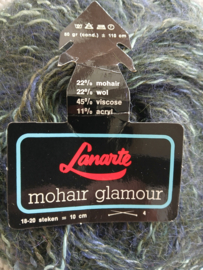 50 gr (cond.) ± 115 m
22% mohair
22% wol
45% viscose
11% acryl
Lanarte
mohair glamour
18-20 steken = 10 cm
4